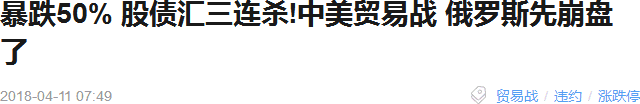 暴跌50% 股债汇三连杀!中美贸易战 俄罗斯先崩盘
了
2018-04-11 07:49 贸易战 / 违约 / 涨跌停